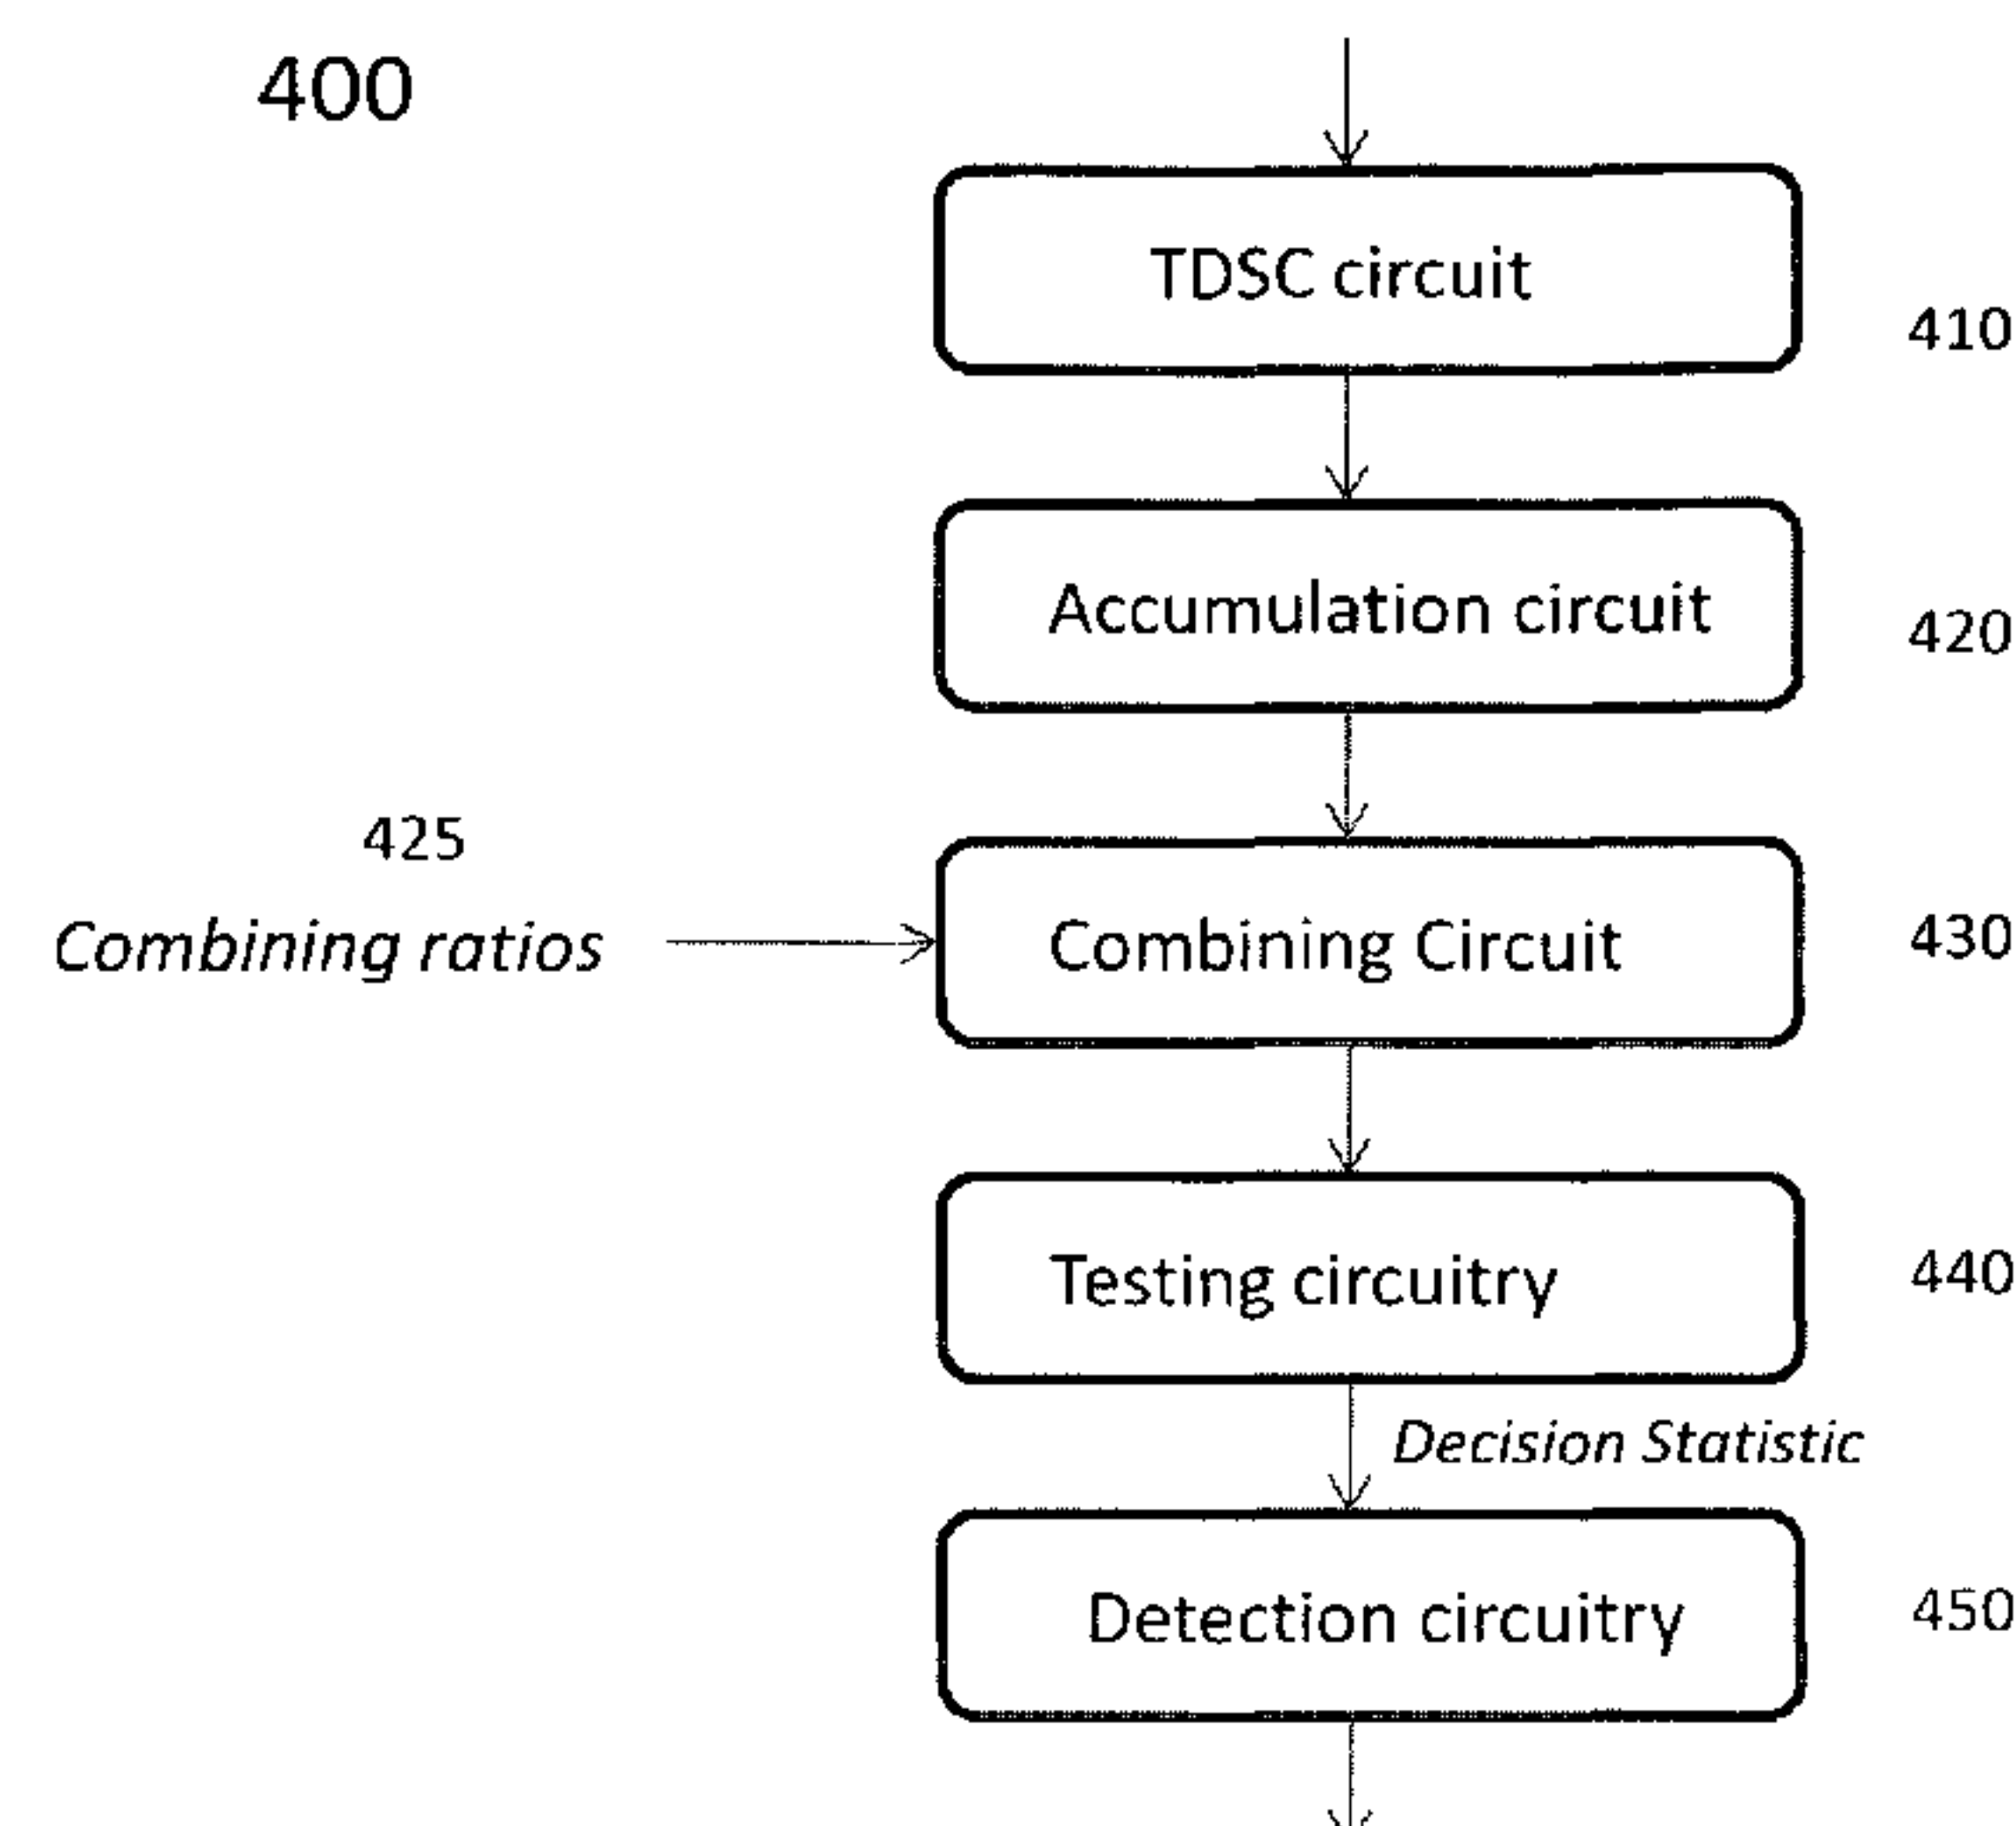 400
TDSC circuit
410
Accumulation circuit
420
425
Combining ratios
Combining Circuit
430
Testing circuitry
440
Decision Statistic
Detection circuitry
450